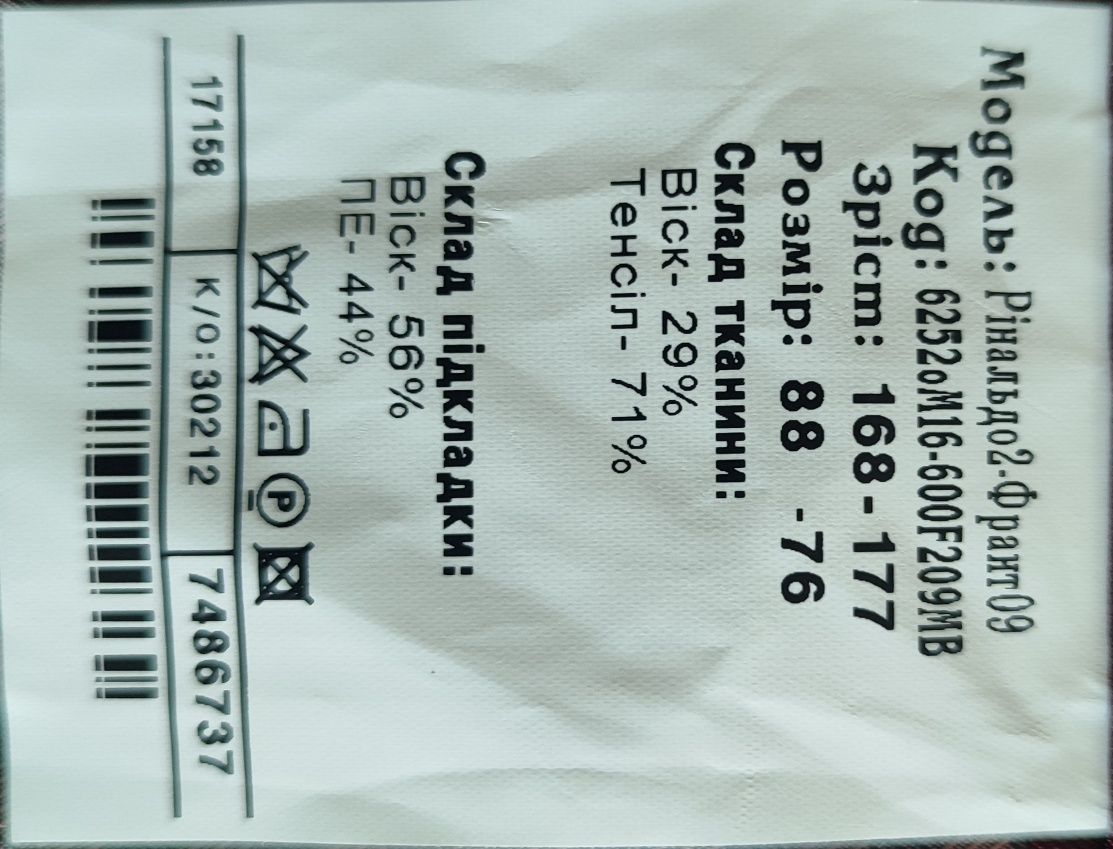 Модель: Рінальдо2-Франт09
Код: 6252оМ16-600F209МВ
Зріст: 168-177
Розмір: 88 -76
Склад тканини:
Віск- 29%
Тенсіл- 71%
Склад підкладки:
Віск- 56%
ПЕ- 44%
P
17158 К/О:30212 7486737